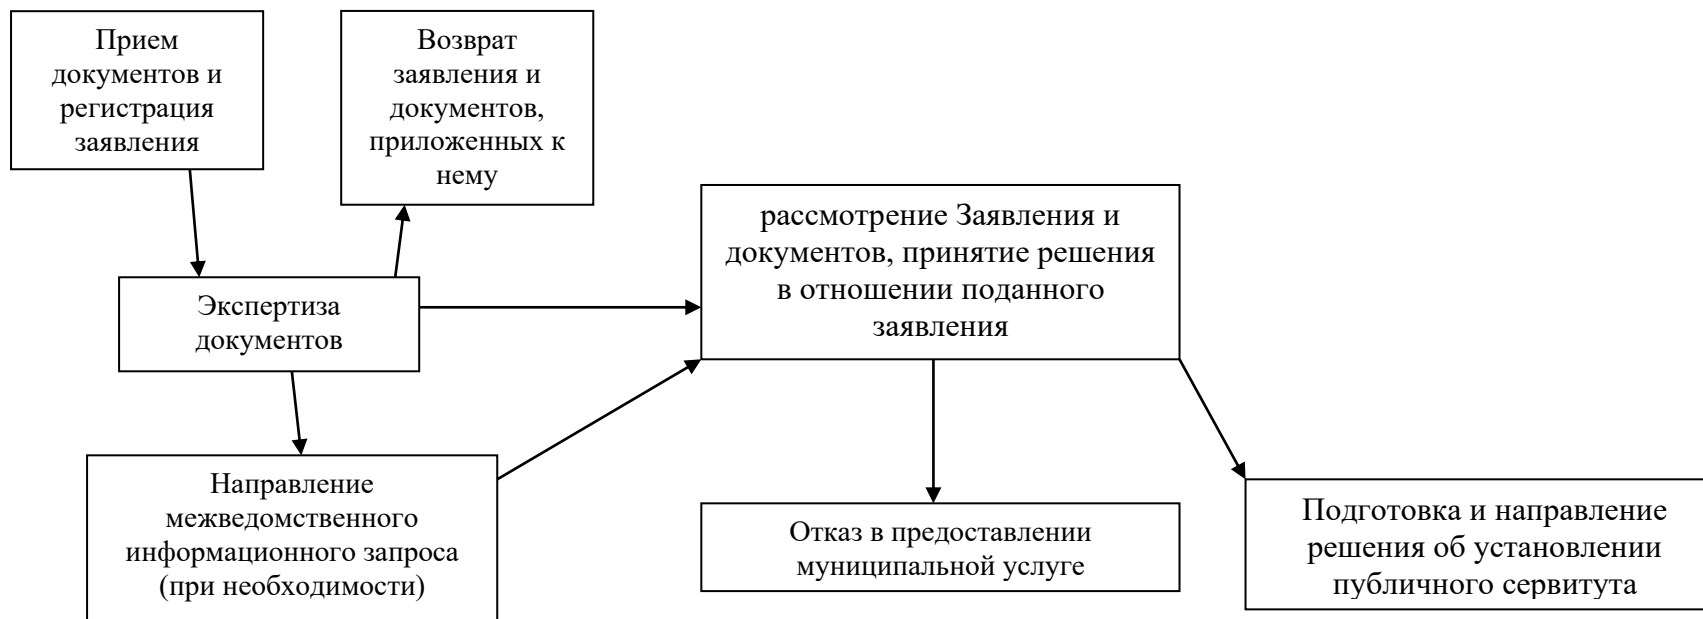 Прием
документов и
регистрация
заявления
Возврат
заявления и
документов,
приложенных к
нему
рассмотрение Заявления и
документов, принятие решения
в отношении поданного
заявления
Экспертиза
документов
Направление
межведомственного
информационного запроса
(при необходимости)
Отказ в предоставлении
муниципальной услуге
Подготовка и направление
решения об установлении
публичного сервитута